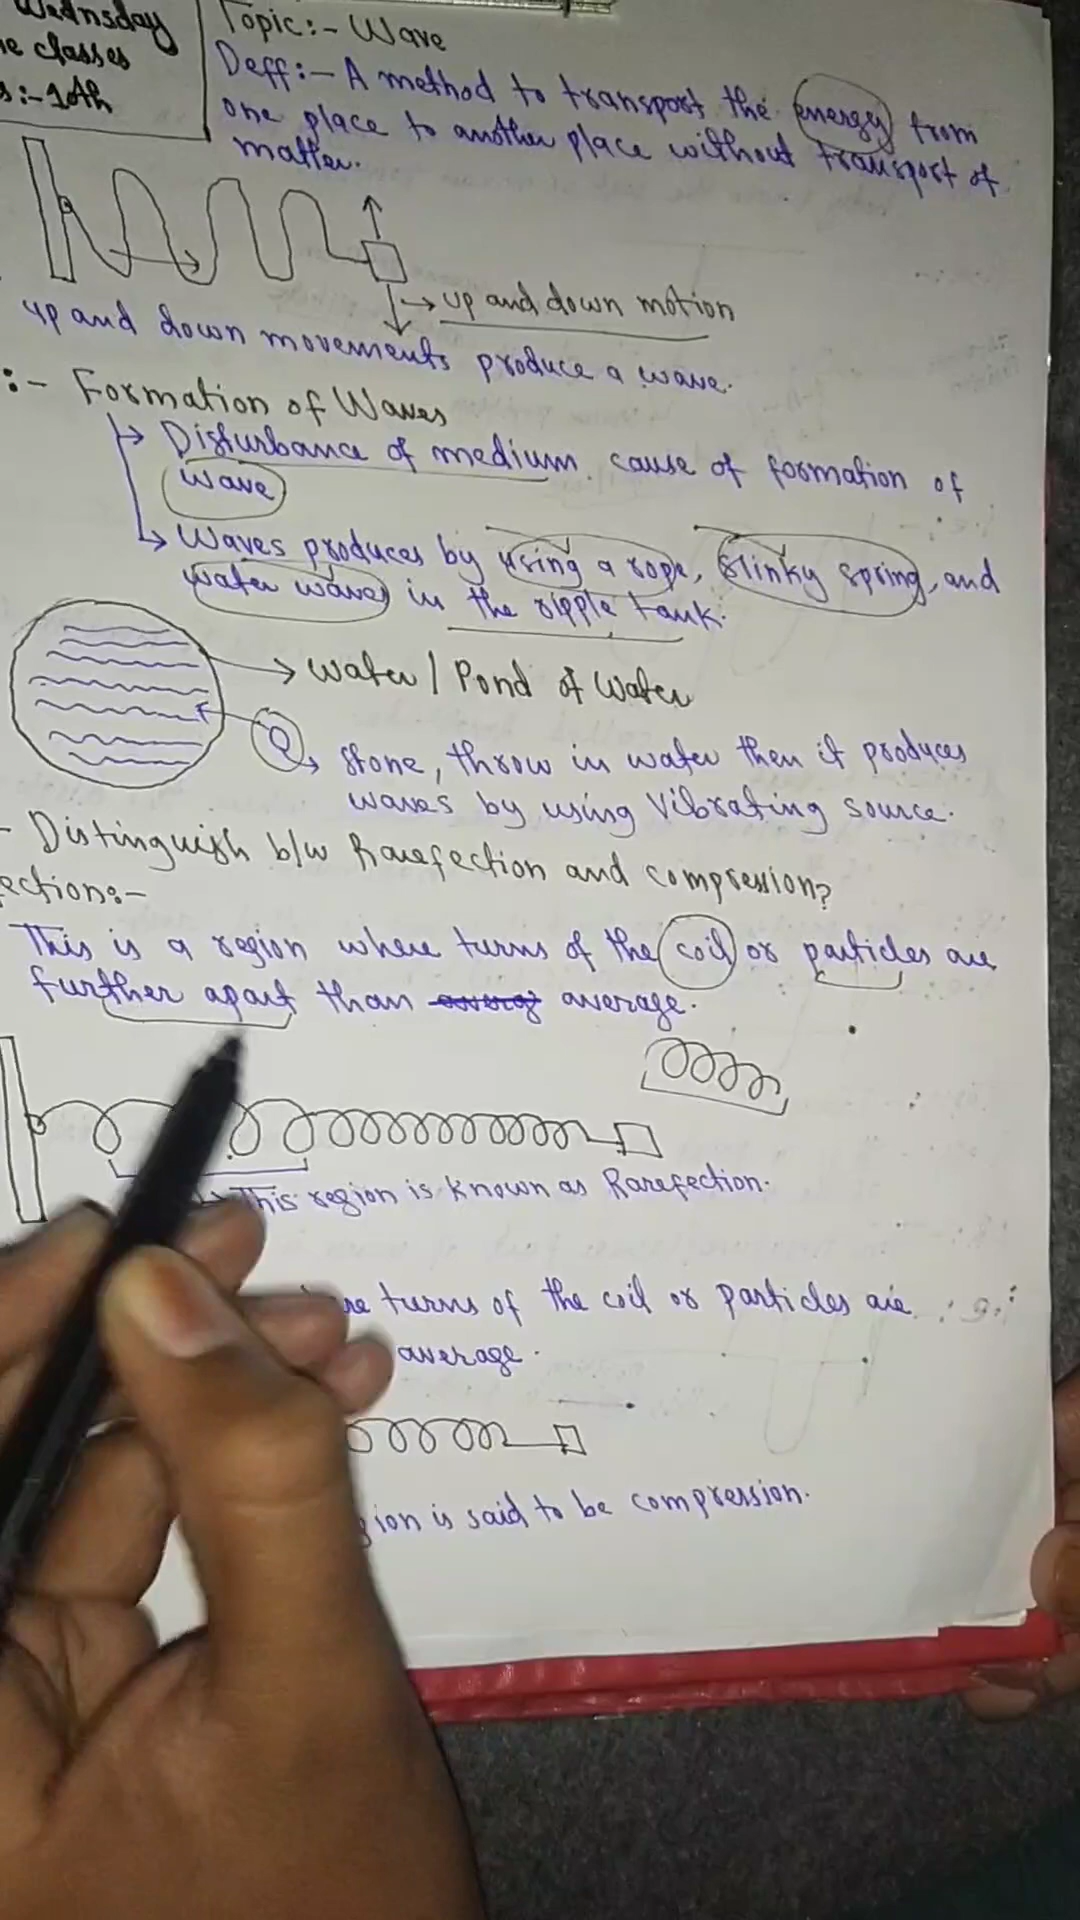 Wednsday
ne classes
s:-10th
Topic:- Wave
Deff:- A method to transport the energy from
one place to another place without transport of
matter.
up and down motion
up and down movements produce a wave.
:- Formation of Waves
Disturbance of medium cause of formation of
wave
Waves produces by using a rope, slinky spring, and
water waves in the ripple tank.
Water / Pond of Water
Stone, throw in water then it produces
waves by using Vibrating source.
- Distinguish b/w Rarefection and compression?
ection:-
This is a region where turns of the coil or particles are
further apart than average.
This region is known as Rarefection.
turns of the coil or particles are
average.
gion is said to be compression.